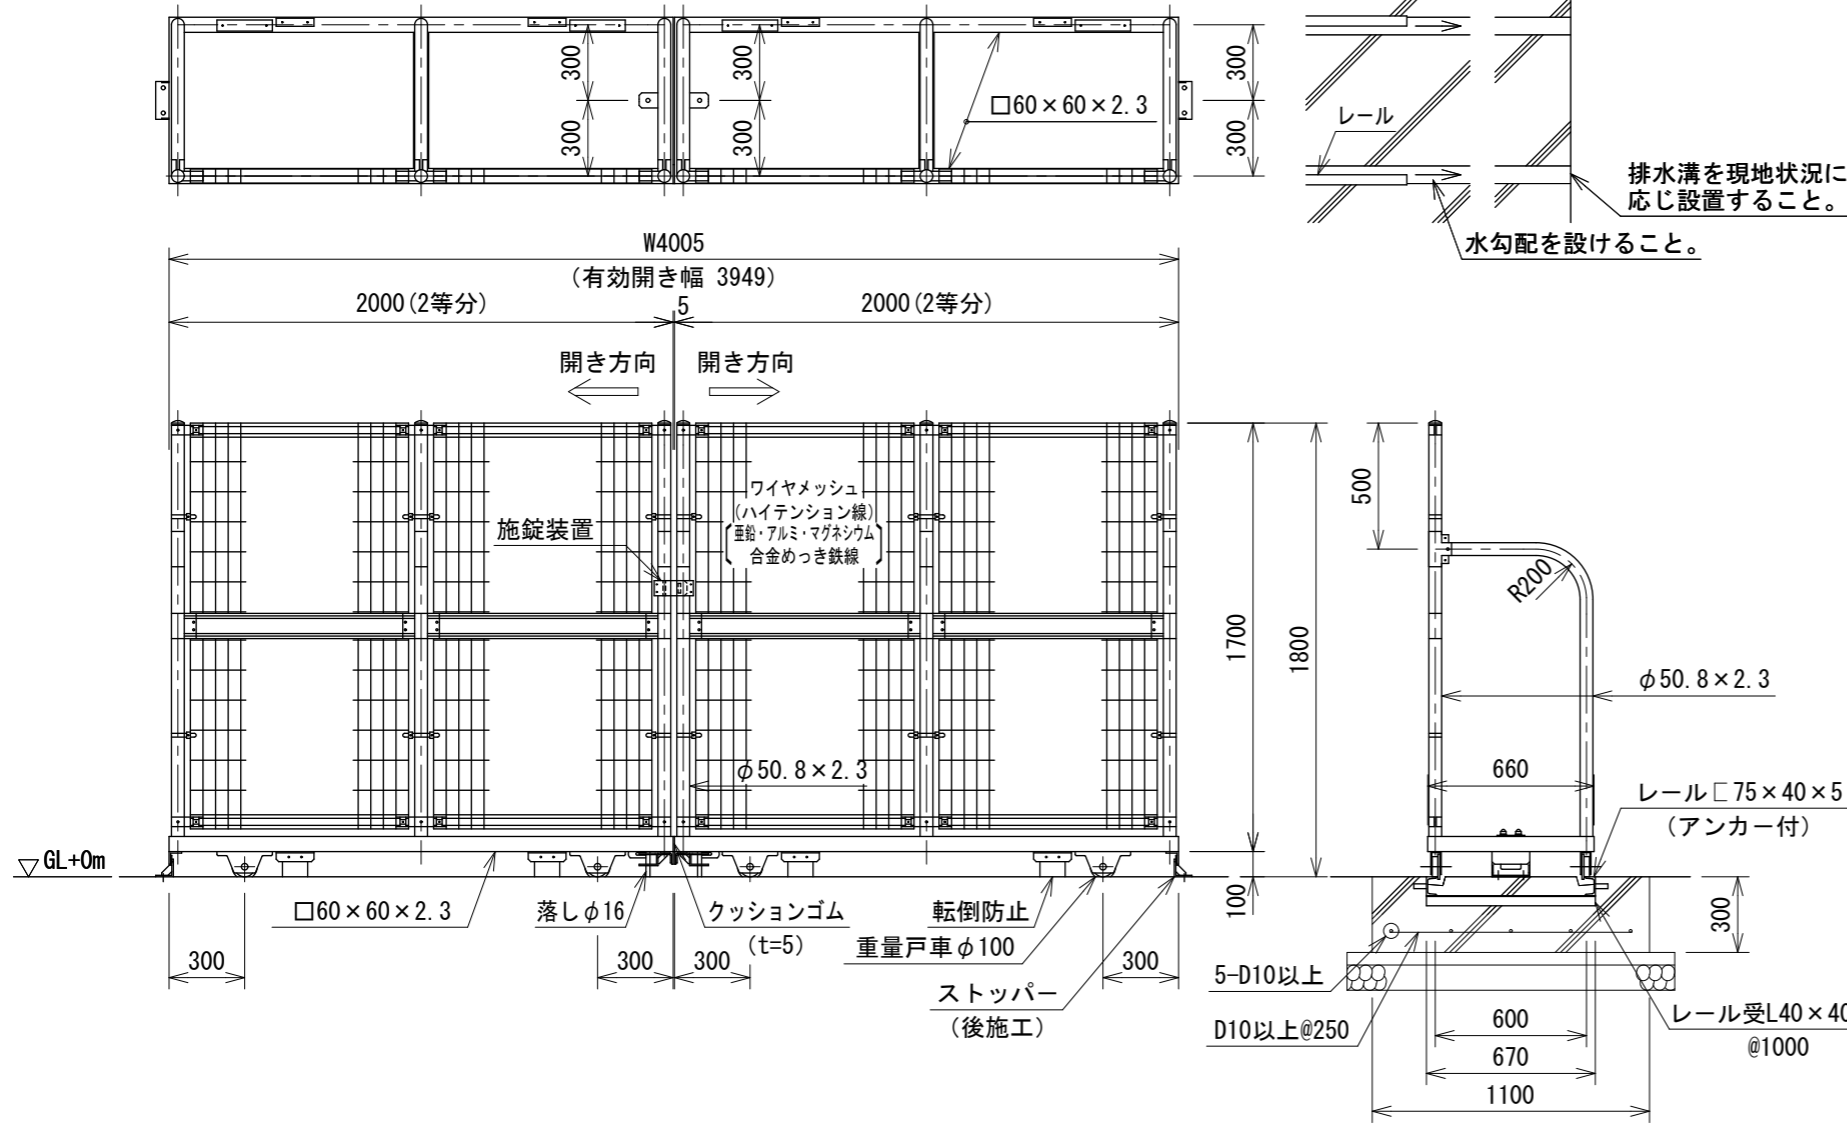 300
300
300
300
□60×60×2.3
300
300
レール
排水溝を現地状況に
応じ設置すること。
水勾配を設けること。
W4005
(有効開き幅 3949)
2000(2等分)
5
2000(2等分)
開き方向
開き方向
ワイヤメッシュ
(ハイテンション線)
亜鉛・アルミ・マグネシウム
合金めっき鉄線
施錠装置
500
R200
1700
1800
φ50.8×2.3
φ50.8×2.3
660
レール[75×40×5
(アンカー付)
▽GL+0m
100
300
□60×60×2.3
落しφ16
クッションゴム
(t=5)
転倒防止
重量戸車φ100
300
300
300
300
ストッパー
(後施工)
5-D10以上
D10以上@250
レール受L40×40
@1000
600
670
1100